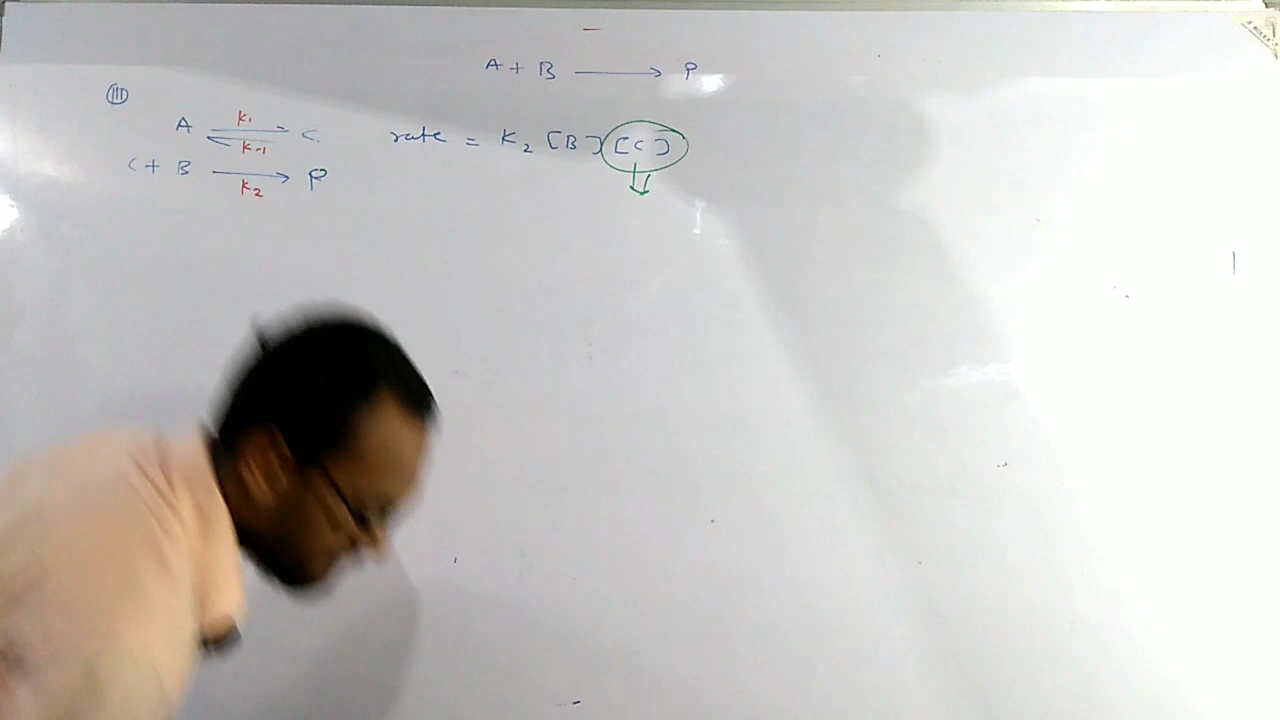 A + B ⟶ P
III
A ⇌ C rate = K2 [B] [C]
K1
K-1
C + B ⟶ P
K2